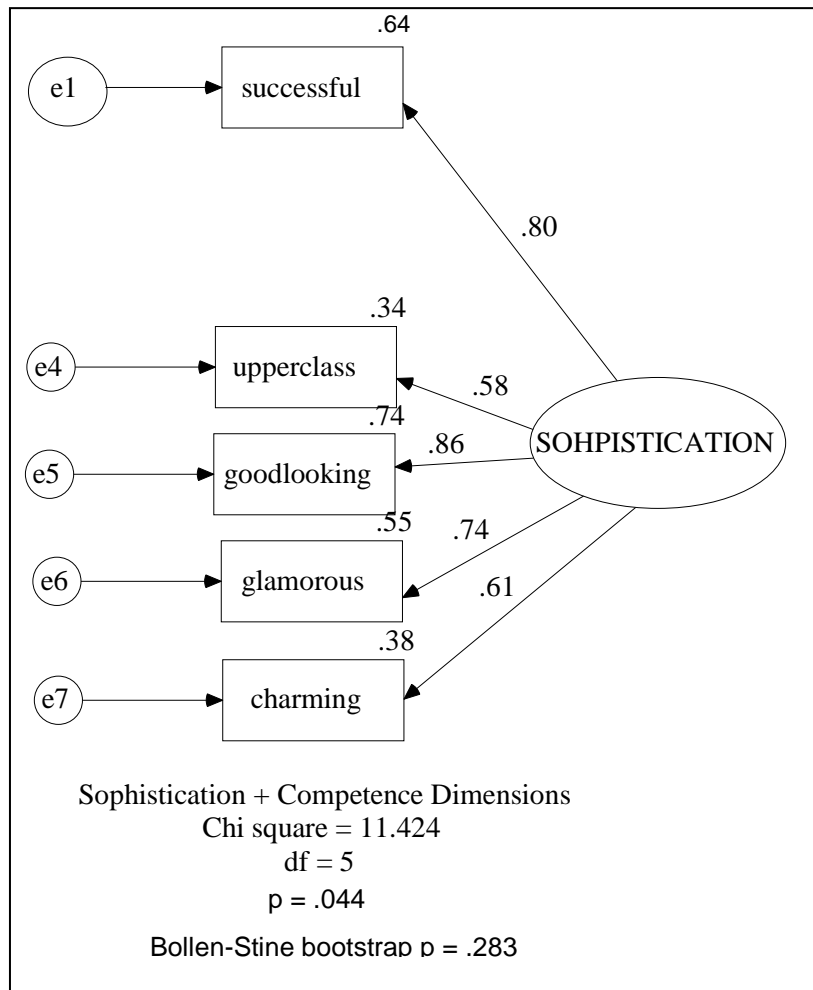 .64
e1
successful
.80
.34
e4
upperclass
.58
.74
SOHPISTICATION
.86
e5
goodlooking
.55
.74
e6
glamorous
.61
.38
e7
charming
Sophistication + Competence Dimensions
Chi square = 11.424
df = 5
p = .044
Bollen-Stine bootstrap p = .283